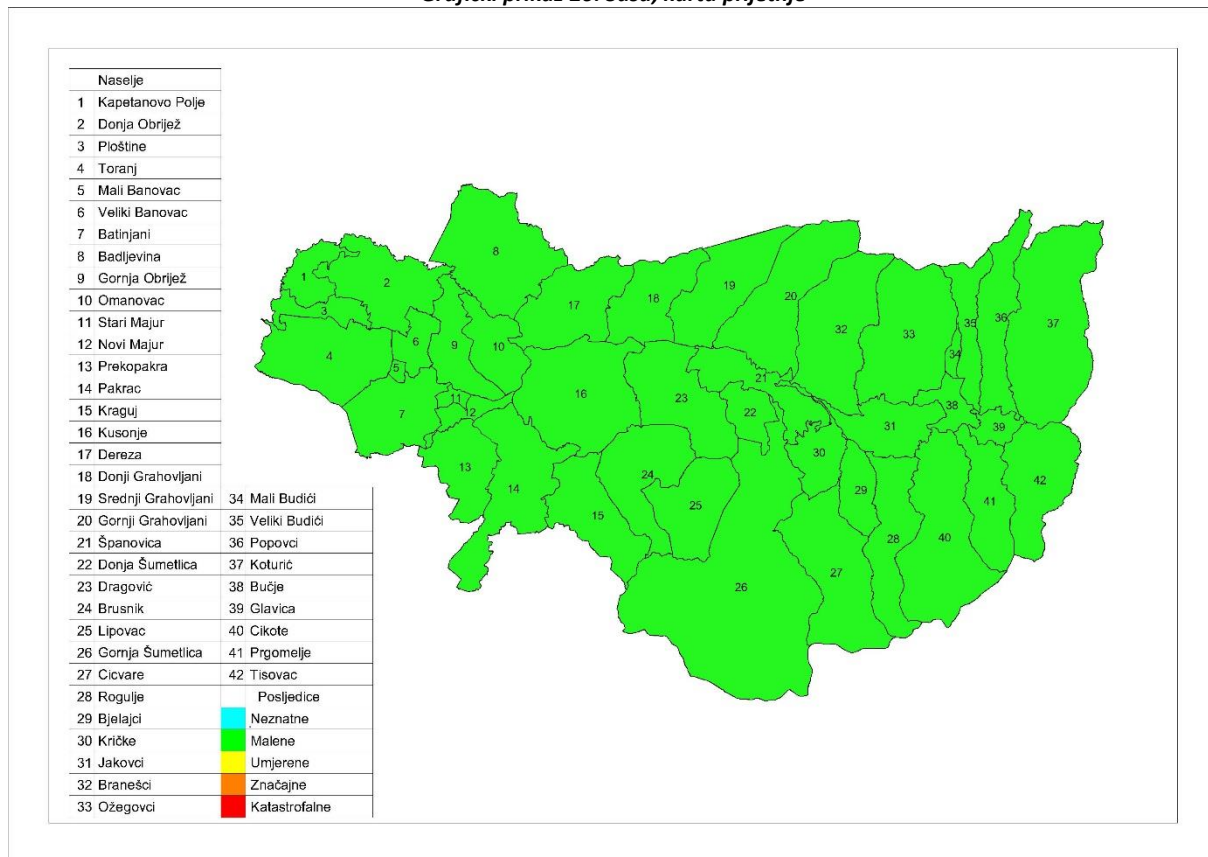 Naselje
1 Kapetanovo Polje
2 Donja Obrijež
3 Ploštine
4 Toranj
5 Mali Banovac
6 Veliki Banovac
7 Batinjani
8 Badljevina
9 Gornja Obrijež
10 Omanovac
11 Stari Majur
12 Novi Majur
13 Prekopakra
14 Pakrac
15 Kraguj
16 Kusonje
17 Dereza
18 Donji Grahovljani
19 Srednji Grahovljani
20 Gornji Grahovljani
21 Španovica
22 Donja Šumetlica
23 Dragović
24 Brusnik
25 Lipovac
26 Gornja Šumetlica
27 Cicvare
28 Rogulje
29 Bjelajci
30 Kričke
31 Jakovci
32 Branešci
33 Ožegovci
34 Mali Budići
35 Veliki Budići
36 Popovci
37 Koturić
38 Bučje
39 Glavica
40 Cikote
41 Prgomelje
42 Tisovac
Posljedice
Neznatne
Malene
Umjerene
Značajne
Katastrofalne
1
2
3
4
5
6
7
8
9
10
11
12
13
14
15
16
17
18
19
20
21
22
23
24
25
26
27
28
29
30
31
32
33
34
35
36
37
38
39
40
41
42